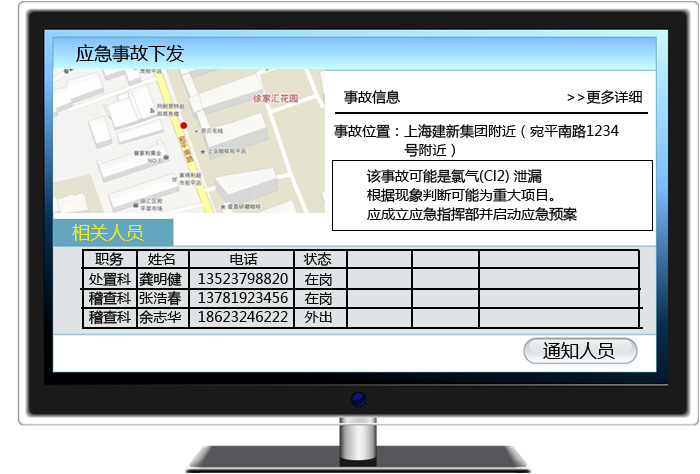 应急事故下发
徐家汇花园
事故信息
>>更多详细
事故位置：上海建新集团附近（宛平南路1234
号附近）
该事故可能是氯气(Cl2) 泄漏
根据现象判断可能为重大项目。
应成立应急指挥部并启动应急预案
相关人员
职务 姓名 电话 状态
处置科 龚明健 13523798820 在岗
稽查科 张浩春 13781923456 在岗
稽查科 余志华 18623246222 外出
通知人员